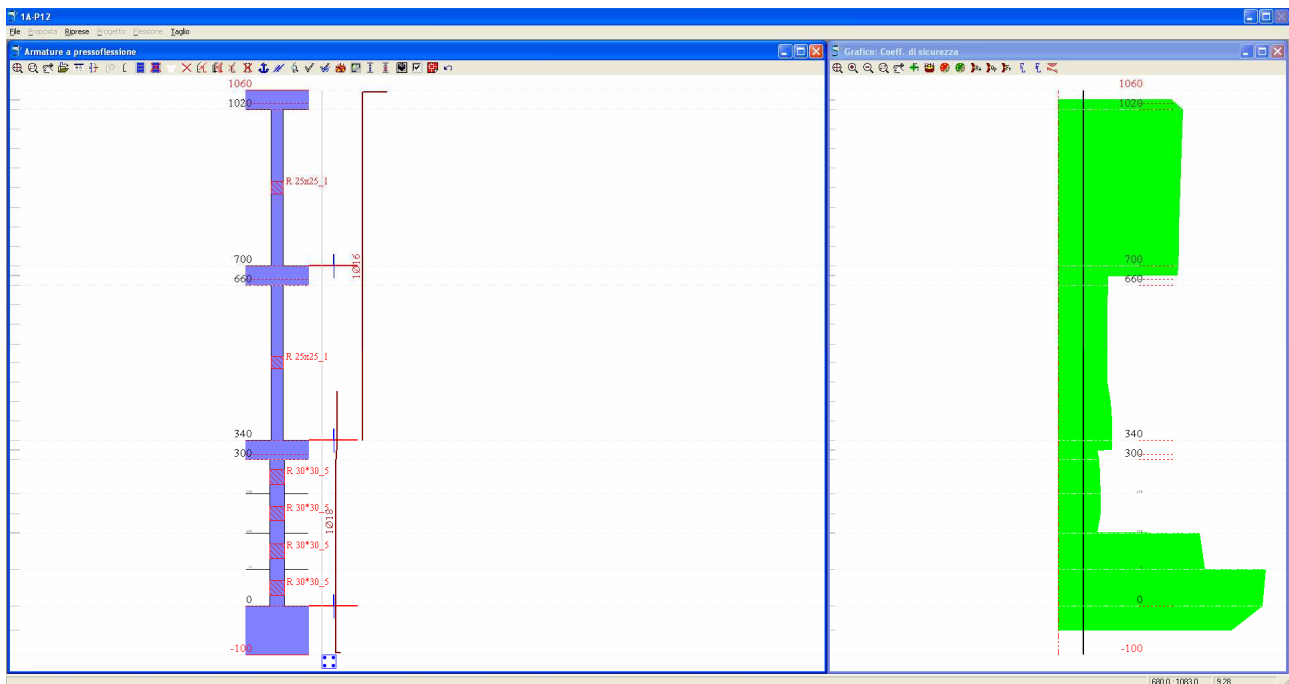 1A-P12
File Proposta Riprese Progetto Flessione Taglio
Armature a pressoflessione
1060
1020
R 25x25_1
700
660
1Ø16
R 25x25_1
340
300
R 30*30_5
R 30*30_5
1Ø18
R 30*30_5
R 30*30_5
0
-100
Grafico: Coeff. di sicurezza
1060
1020
700
660
340
300
0
-100
680.0 ; 1083.0 9.28